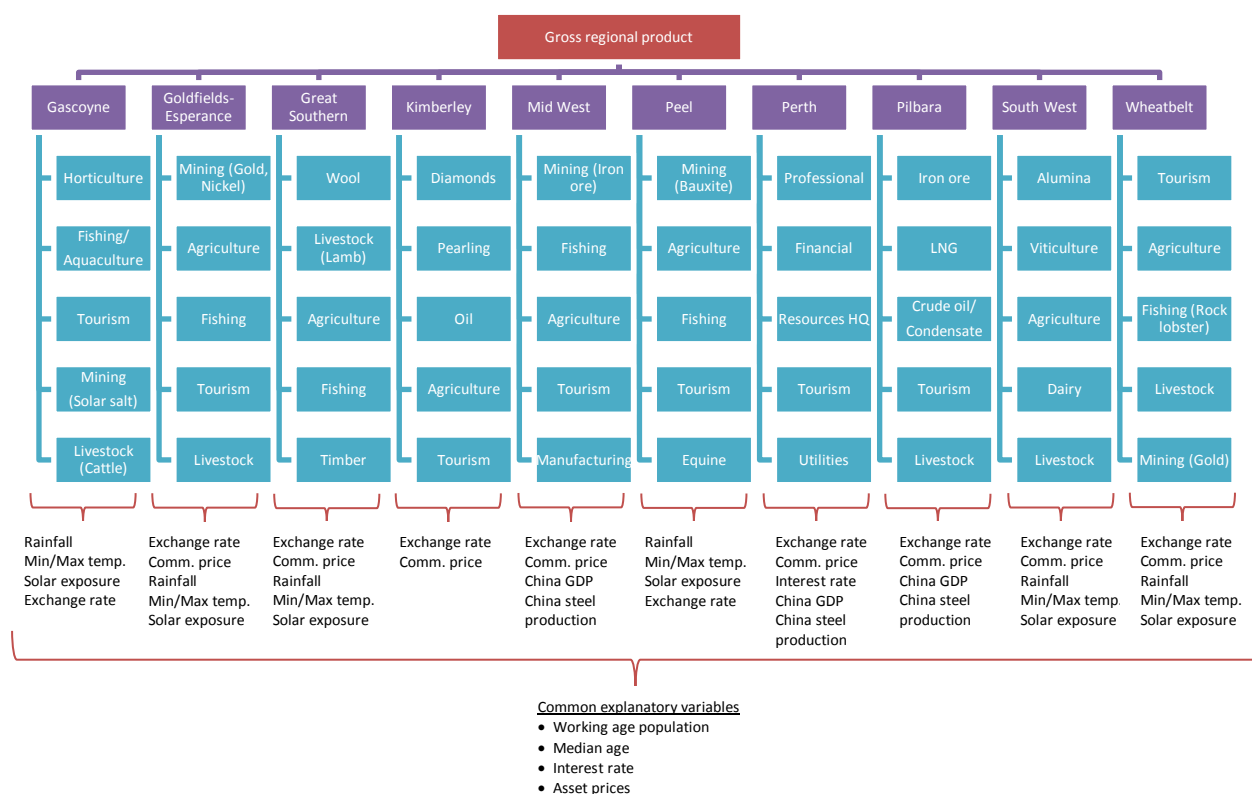 Gross regional product
Gascoyne
Goldfields-
Esperance
Great
Southern
Kimberley
Mid West
Peel
Perth
Pilbara
South West
Wheatbelt
Horticulture
Mining (Gold,
Nickel)
Wool
Diamonds
Mining (Iron
ore)
Mining
(Bauxite)
Professional
Iron ore
Alumina
Tourism
Fishing/
Aquaculture
Agriculture
Livestock
(Lamb)
Pearling
Fishing
Agriculture
Financial
LNG
Viticulture
Agriculture
Tourism
Fishing
Agriculture
Oil
Agriculture
Fishing
Resources HQ
Crude oil/
Condensate
Agriculture
Fishing (Rock
lobster)
Mining
(Solar salt)
Tourism
Fishing
Agriculture
Tourism
Tourism
Tourism
Tourism
Dairy
Livestock
Livestock
(Cattle)
Livestock
Timber
Tourism
Manufacturing
Equine
Utilities
Livestock
Livestock
Mining (Gold)
Rainfall
Min/Max temp.
Solar exposure
Exchange rate
Exchange rate
Comm. price
Rainfall
Min/Max temp.
Solar exposure
Exchange rate
Comm. price
Rainfall
Min/Max temp.
Solar exposure
Exchange rate
Comm. price
Exchange rate
Comm. price
China GDP
China steel
production
Rainfall
Min/Max temp.
Solar exposure
Exchange rate
Exchange rate
Comm. price
Interest rate
China GDP
China steel
production
Exchange rate
Comm. price
China GDP
China steel
production
Exchange rate
Comm. price
Rainfall
Min/Max temp.
Solar exposure
Exchange rate
Comm. price
Rainfall
Min/Max temp.
Solar exposure
Common explanatory variables
• Working age population
• Median age
• Interest rate
• Asset prices